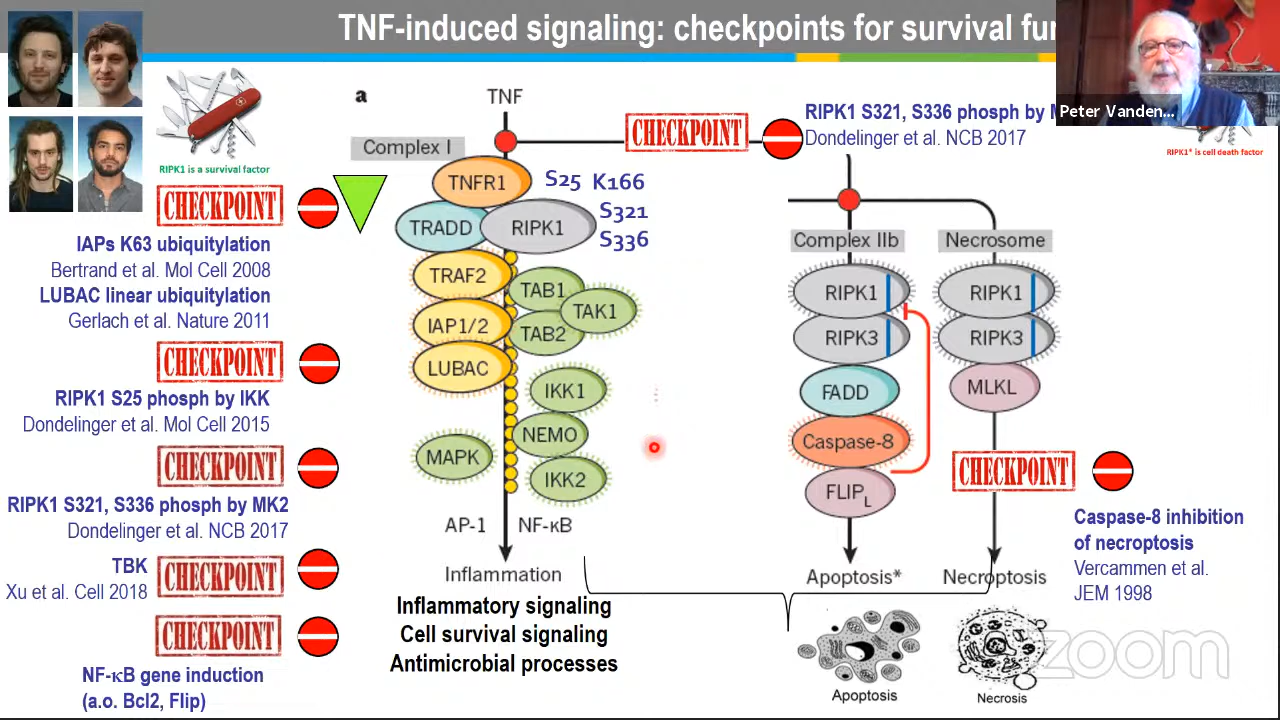 TNF-induced signaling: checkpoints for survival fun
Peter Vanden...
RIPK1 is a survival factor
RIPK1* is cell death factor
a
TNF
Complex I
CHECKPOINT
RIPK1 S321, S336 phosph by
Dondelinger et al. NCB 2017
TNFR1
S25 K166
S321
S336
TRADD
RIPK1
TRAF2
TAB1
TAK1
IAP1/2
TAB2
LUBAC
IKK1
NEMO
MAPK
IKK2
AP-1
NF-κB
Inflammation
Inflammatory signaling
Cell survival signaling
Antimicrobial processes
CHECKPOINT
IAPs K63 ubiquitylation
Bertrand et al. Mol Cell 2008
LUBAC linear ubiquitylation
Gerlach et al. Nature 2011
CHECKPOINT
RIPK1 S25 phosph by IKK
Dondelinger et al. Mol Cell 2015
CHECKPOINT
RIPK1 S321, S336 phosph by MK2
Dondelinger et al. NCB 2017
TBK
Xu et al. Cell 2018
CHECKPOINT
CHECKPOINT
NF-κB gene induction
(a.o. Bcl2, Flip)
Complex IIb
RIPK1
RIPK3
FADD
Caspase-8
FLIPL
Apoptosis*
Apoptosis
Necrosome
RIPK1
RIPK3
MLKL
CHECKPOINT
Necroptosis
Necrosis
Caspase-8 inhibition
of necroptosis
Vercammen et al.
JEM 1998
zoom